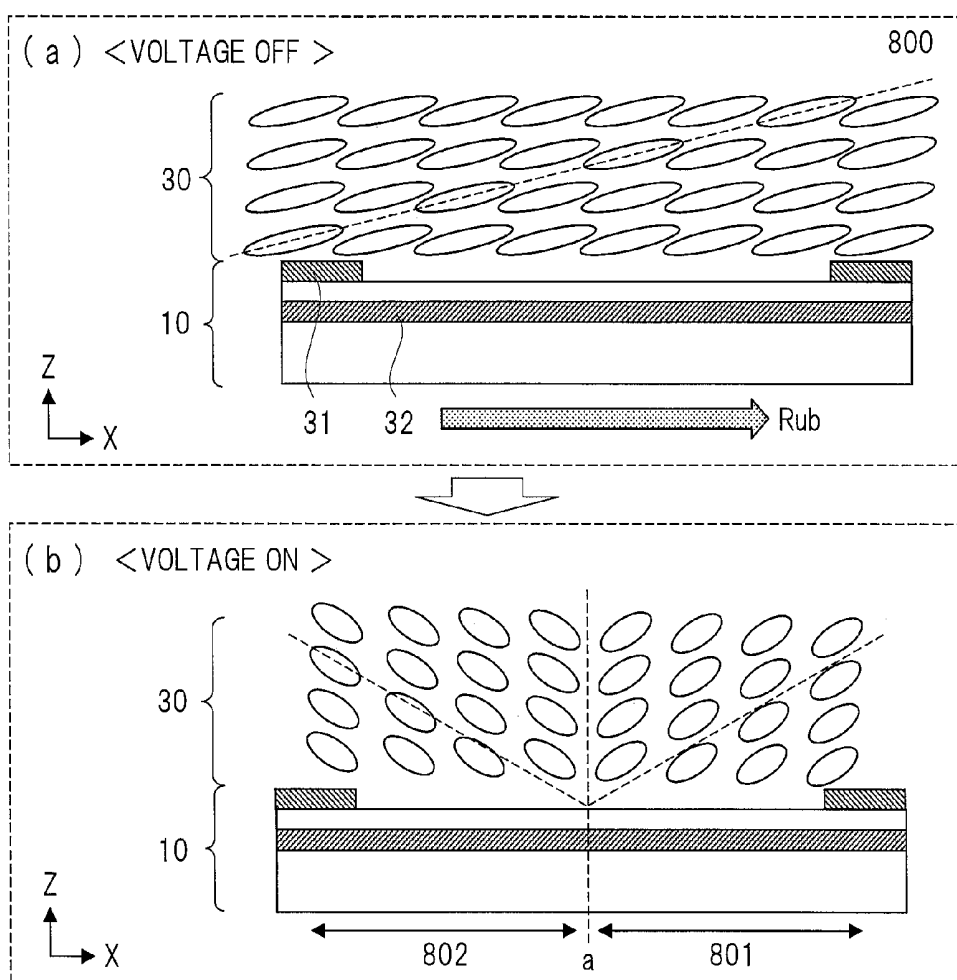 (a) <VOLTAGE OFF>
800
30
10
Z
X
31
32
Rub
(b) <VOLTAGE ON>
30
10
Z
X
802
a
801